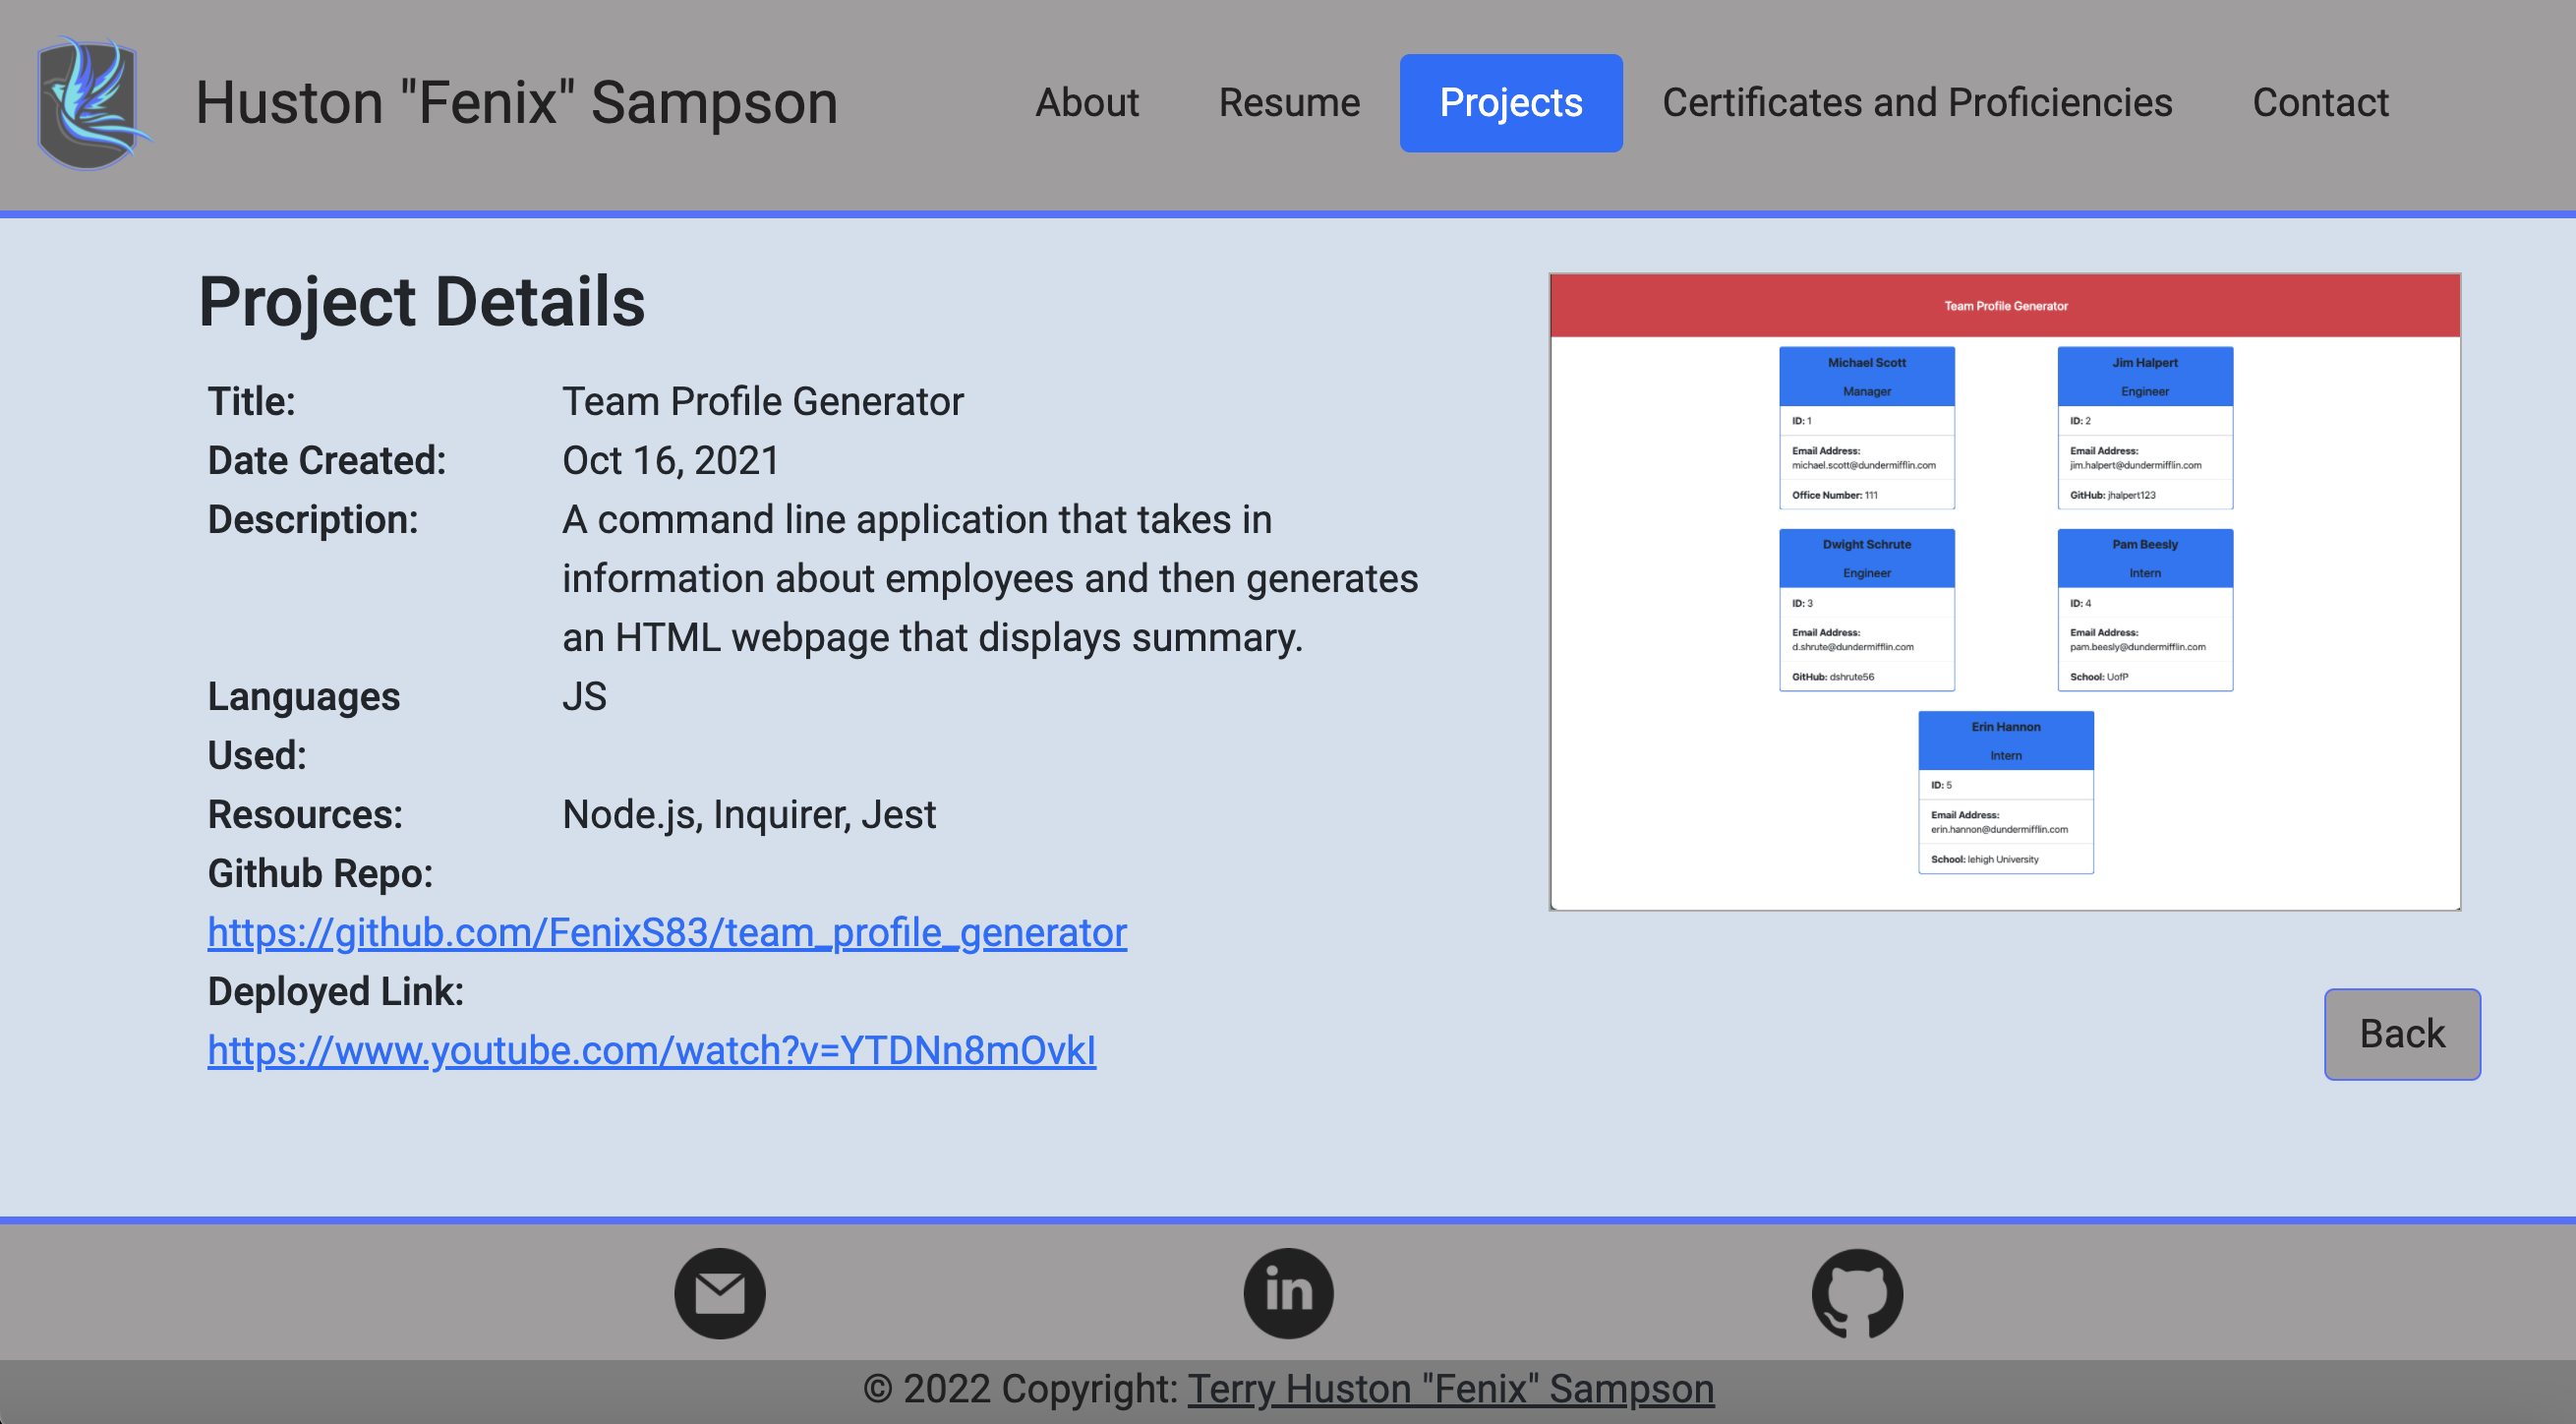 Huston "Fenix" Sampson
About Resume Projects Certificates and Proficiencies Contact
Project Details
Title: Team Profile Generator
Date Created: Oct 16, 2021
Description: A command line application that takes in
information about employees and then generates
an HTML webpage that displays summary.
Languages JS
Used:
Resources: Node.js, Inquirer, Jest
Github Repo:
https://github.com/FenixS83/team_profile_generator
Deployed Link:
https://www.youtube.com/watch?v=YTDNn8mOvkI
Team Profile Generator
Michael Scott
Manager
ID: 1
Email Address:
michael.scott@dundermifflin.com
Office Number: 111
Jim Halpert
Engineer
ID: 2
Email Address:
jim.halpert@dundermifflin.com
GitHub: jhalpert123
Dwight Schrute
Engineer
ID: 3
Email Address:
d.shrute@dundermifflin.com
GitHub: dshrute56
Pam Beesly
Intern
ID: 4
Email Address:
pam.beesly@dundermifflin.com
School: UofP
Erin Hannon
Intern
ID: 5
Email Address:
erin.hannon@dundermifflin.com
School: lehigh University
Back
in
© 2022 Copyright: Terry Huston "Fenix" Sampson